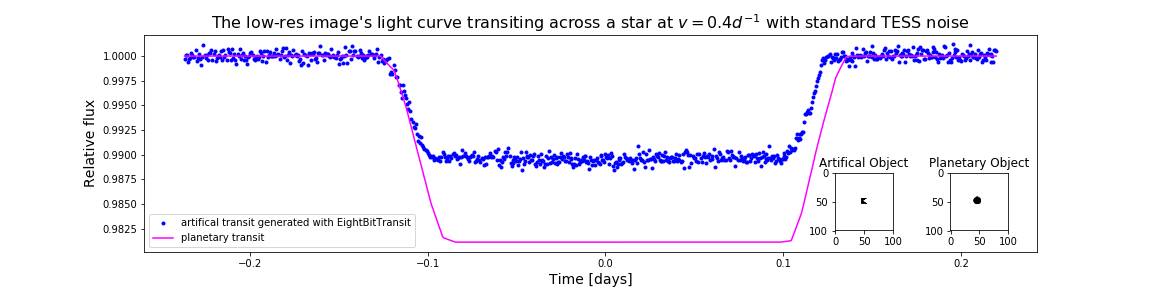 The low-res image's light curve transiting across a star at v = 0.4d⁻¹ with standard TESS noise
Relative flux
1.0000
0.9975
0.9950
0.9925
0.9900
0.9875
0.9850
0.9825
artifical transit generated with EightBitTransit
planetary transit
Artifical Object
0
50
100
0 50 100
Planetary Object
0
50
100
0 50 100
−0.2 −0.1 0.0 0.1 0.2
Time [days]